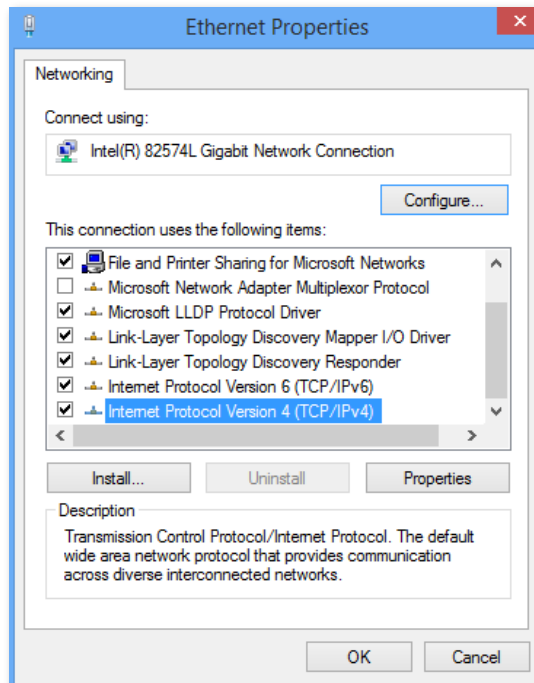 Ethernet Properties
Networking
Connect using:
Intel(R) 82574L Gigabit Network Connection
Configure...
This connection uses the following items:
File and Printer Sharing for Microsoft Networks
Microsoft Network Adapter Multiplexor Protocol
Microsoft LLDP Protocol Driver
Link-Layer Topology Discovery Mapper I/O Driver
Link-Layer Topology Discovery Responder
Internet Protocol Version 6 (TCP/IPv6)
Internet Protocol Version 4 (TCP/IPv4)
Install... Uninstall Properties
Description
Transmission Control Protocol/Internet Protocol. The default
wide area network protocol that provides communication
across diverse interconnected networks.
OK Cancel